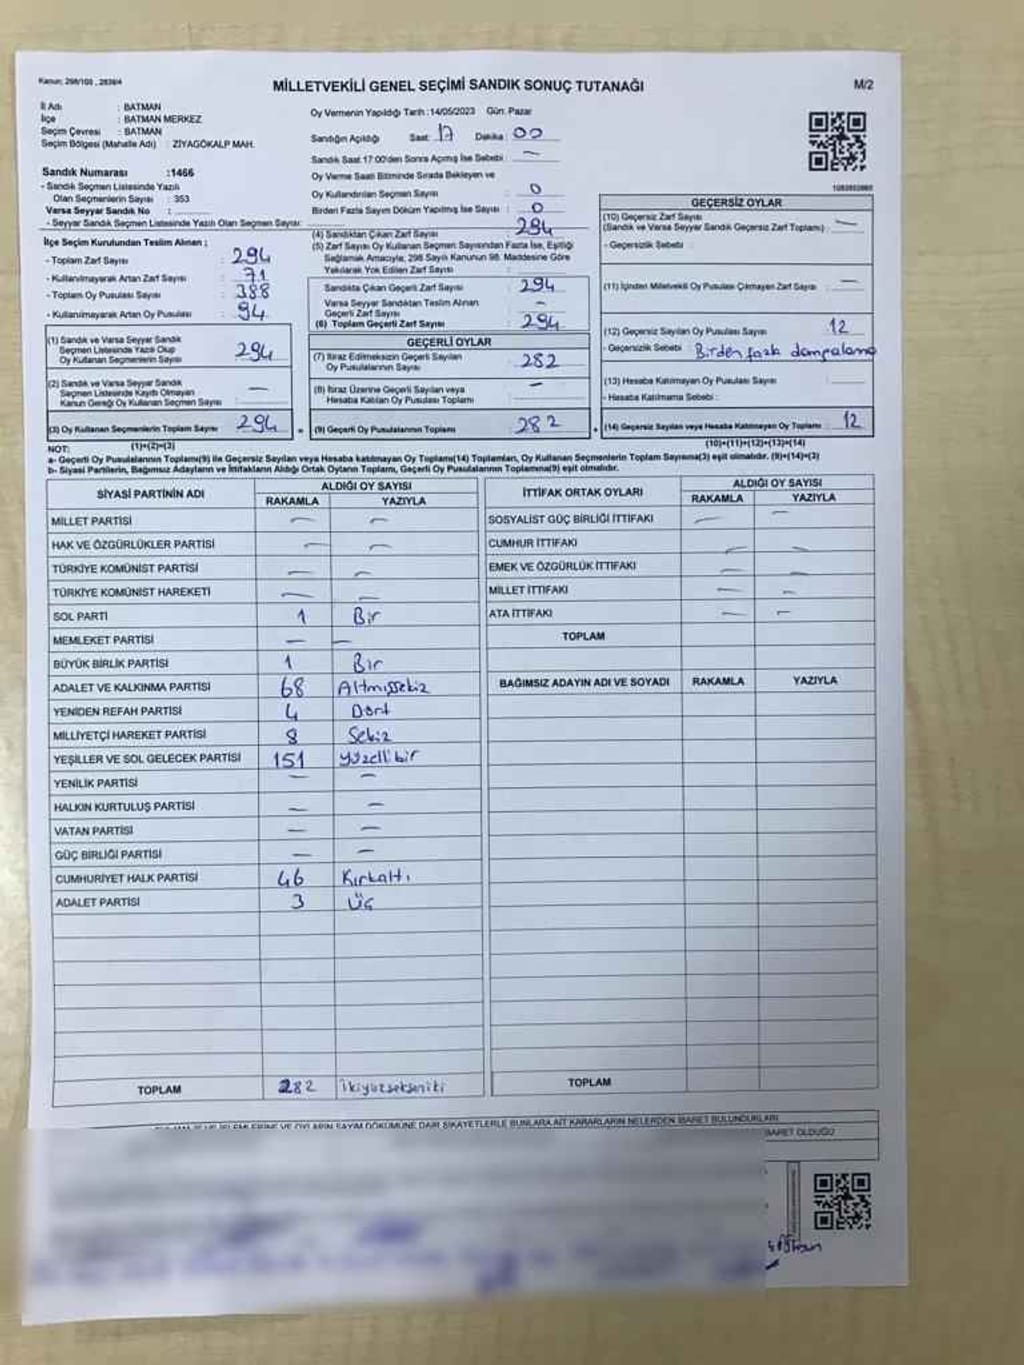 Kanun: 298/105 , 2839/4
MİLLETVEKİLİ GENEL SEÇİMİ SANDIK SONUÇ TUTANAĞI
M/2
İl Adı : BATMAN
İlçe : BATMAN MERKEZ
Seçim Çevresi : BATMAN
Seçim Bölgesi (Mahalle Adı) : ZİYAGÖKALP MAH.
Sandık Numarası :1466
- Sandık Seçmen Listesinde Yazılı
Olan Seçmenlerin Sayısı : 353
Varsa Seyyar Sandık No :
- Seyyar Sandık Seçmen Listesinde Yazılı Olan Seçmen Sayısı:
Oy Vermenin Yapıldığı Tarih :14/05/2023 Gün: Pazar
Sandığın Açıldığı Saat: 17 Dakika : 00
Sandık Saat 17:00'den Sonra Açılmış İse Sebebi : —
Oy Verme Saati Bitiminde Sırada Bekleyen ve
Oy Kullandırılan Seçmen Sayısı : 0
Birden Fazla Sayım Döküm Yapılmış İse Sayısı : 0
İlçe Seçim Kurulundan Teslim Alınan ;
- Toplam Zarf Sayısı : 294
- Kullanılmayarak Artan Zarf Sayısı : 71
- Toplam Oy Pusulası Sayısı : 388
- Kullanılmayarak Artan Oy Pusulası : 94
(1) Sandık ve Varsa Seyyar Sandık
Seçmen Listesinde Yazılı Olup
Oy Kullanan Seçmenlerin Sayısı : 294
(2) Sandık ve Varsa Seyyar Sandık
Seçmen Listesinde Kaydı Olmayan
Kanun Gereği Oy Kullanan Seçmen Sayısı : —
(3) Oy Kullanan Seçmenlerin Toplam Sayısı : 294
(1)+(2)=(3)
(4) Sandıktan Çıkan Zarf Sayısı : 294
(5) Zarf Sayısı Oy Kullanan Seçmen Sayısından Fazla İse, Eşitliği
Sağlamak Amacıyla, 298 Sayılı Kanunun 98. Maddesine Göre
Yakılarak Yok Edilen Zarf Sayısı :
Sandıkta Çıkan Geçerli Zarf Sayısı : 294
Varsa Seyyar Sandıktan Teslim Alınan
Geçerli Zarf Sayısı : —
(6) Toplam Geçerli Zarf Sayısı : 294
GEÇERLİ OYLAR
(7) İtiraz Edilmeksizin Geçerli Sayılan
Oy Pusulalarının Sayısı : 282
(8) İtiraz Üzerine Geçerli Sayılan veya
Hesaba Katılan Oy Pusulası Toplamı : —
(9) Geçerli Oy Pusulalarının Toplamı : 282
GEÇERSİZ OYLAR
(10) Geçersiz Zarf Sayısı
(Sandık ve Varsa Seyyar Sandık Geçersiz Zarf Toplamı) : —
- Geçersizlik Sebebi :
(11) İçinden Milletvekili Oy Pusulası Çıkmayan Zarf Sayısı : —
(12) Geçersiz Sayılan Oy Pusulası Sayısı : 12
- Geçersizlik Sebebi : Birden fazla dampalama
(13) Hesaba Katılmayan Oy Pusulası Sayısı :
- Hesaba Katılmama Sebebi :
(14) Geçersiz Sayılan veya Hesaba Katılmayan Oy Pusulası Toplamı : 12
(10)+(11)+(12)+(13)=(14)
NOT:
a- Geçerli Oy Pusulalarının Toplamı(9) ile Geçersiz Sayılan veya Hesaba katılmayan Oy Pusulası(14) Toplamları, Oy Kullanan Seçmenlerin Toplam Sayısına(3) eşit olmalıdır. (9)+(14)=(3)
b- Siyasi Partilerin, Bağımsız Adayların ve İttifakların Aldığı Ortak Oyların Toplamı, Geçerli Oy Pusulalarının Toplamına(9) eşit olmalıdır.
SİYASİ PARTİNİN ADI ALDIĞI OY SAYISI
RAKAMLA YAZIYLA
MİLLET PARTİSİ — —
HAK VE ÖZGÜRLÜKLER PARTİSİ — —
TÜRKİYE KOMÜNİST PARTİSİ — —
TÜRKİYE KOMÜNİST HAREKETİ — —
SOL PARTİ 1 Bir
MEMLEKET PARTİSİ — —
BÜYÜK BİRLİK PARTİSİ 1 Bir
ADALET VE KALKINMA PARTİSİ 68 Altmışsekiz
YENİDEN REFAH PARTİSİ 4 Dört
MİLLİYETÇİ HAREKET PARTİSİ 8 Sekiz
YEŞİLLER VE SOL GELECEK PARTİSİ 151 yüzellibir
YENİLİK PARTİSİ — —
HALKIN KURTULUŞ PARTİSİ — —
VATAN PARTİSİ — —
GÜÇ BİRLİĞİ PARTİSİ — —
CUMHURİYET HALK PARTİSİ 46 Kırkaltı
ADALET PARTİSİ 3 Üç
TOPLAM 282 ikiyüzsekseniki
İTTİFAK ORTAK OYLARI ALDIĞI OY SAYISI
RAKAMLA YAZIYLA
SOSYALİST GÜÇ BİRLİĞİ İTTİFAKI — —
CUMHUR İTTİFAKI — —
EMEK VE ÖZGÜRLÜK İTTİFAKI — —
MİLLET İTTİFAKI — —
ATA İTTİFAKI — —
TOPLAM
BAĞIMSIZ ADAYIN ADI VE SOYADI RAKAMLA YAZIYLA
TOPLAM
OYLARIN SAYIM DÖKÜMÜNE DAİR ŞİKAYETLERLE BUNLARA AİT KARARLARIN NELERDEN İBARET BULUNDUKLARI
İBARET OLDUĞU